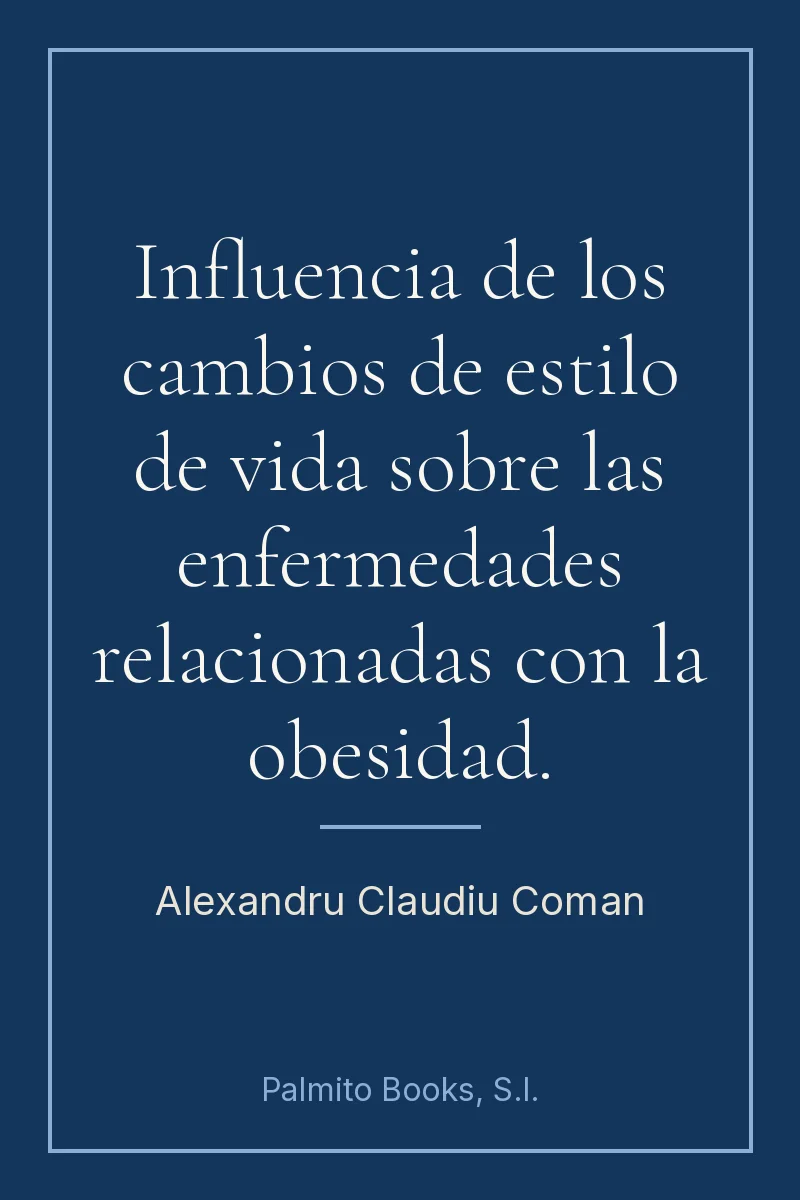 Influencia de los
cambios de estilo
de vida sobre las
enfermedades
relacionadas con la
obesidad.
Alexandru Claudiu Coman
Palmito Books, S.l.